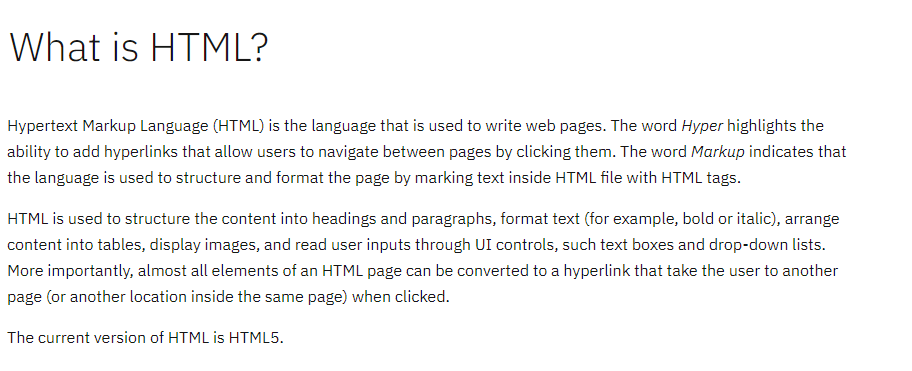 What is HTML?
Hypertext Markup Language (HTML) is the language that is used to write web pages. The word Hyper highlights the
ability to add hyperlinks that allow users to navigate between pages by clicking them. The word Markup indicates that
the language is used to structure and format the page by marking text inside HTML file with HTML tags.
HTML is used to structure the content into headings and paragraphs, format text (for example, bold or italic), arrange
content into tables, display images, and read user inputs through UI controls, such text boxes and drop-down lists.
More importantly, almost all elements of an HTML page can be converted to a hyperlink that take the user to another
page (or another location inside the same page) when clicked.
The current version of HTML is HTML5.